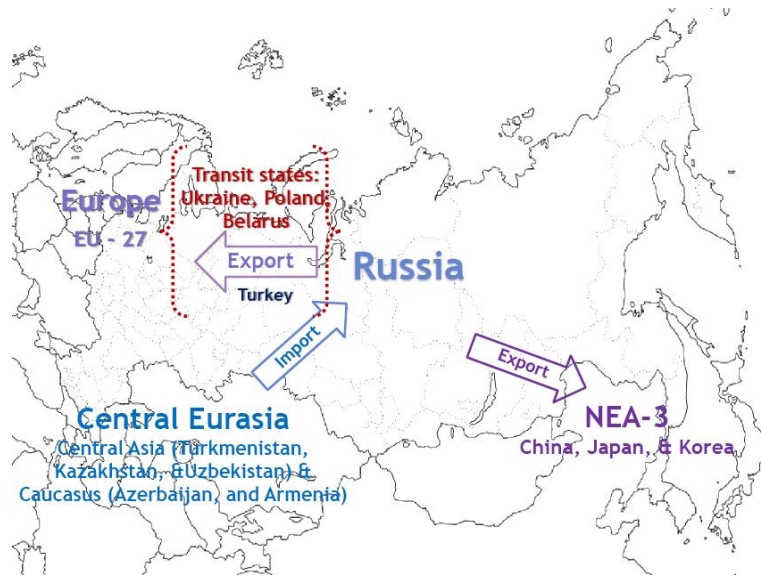 Transit states:
Ukraine, Poland,
Belarus
Europe
EU - 27
Export
Russia
Turkey
Import
Export
Central Eurasia
Central Asia (Turkmenistan,
Kazakhstan, &Uzbekistan) &
Caucasus (Azerbaijan, and Armenia)
NEA-3
China, Japan, & Korea